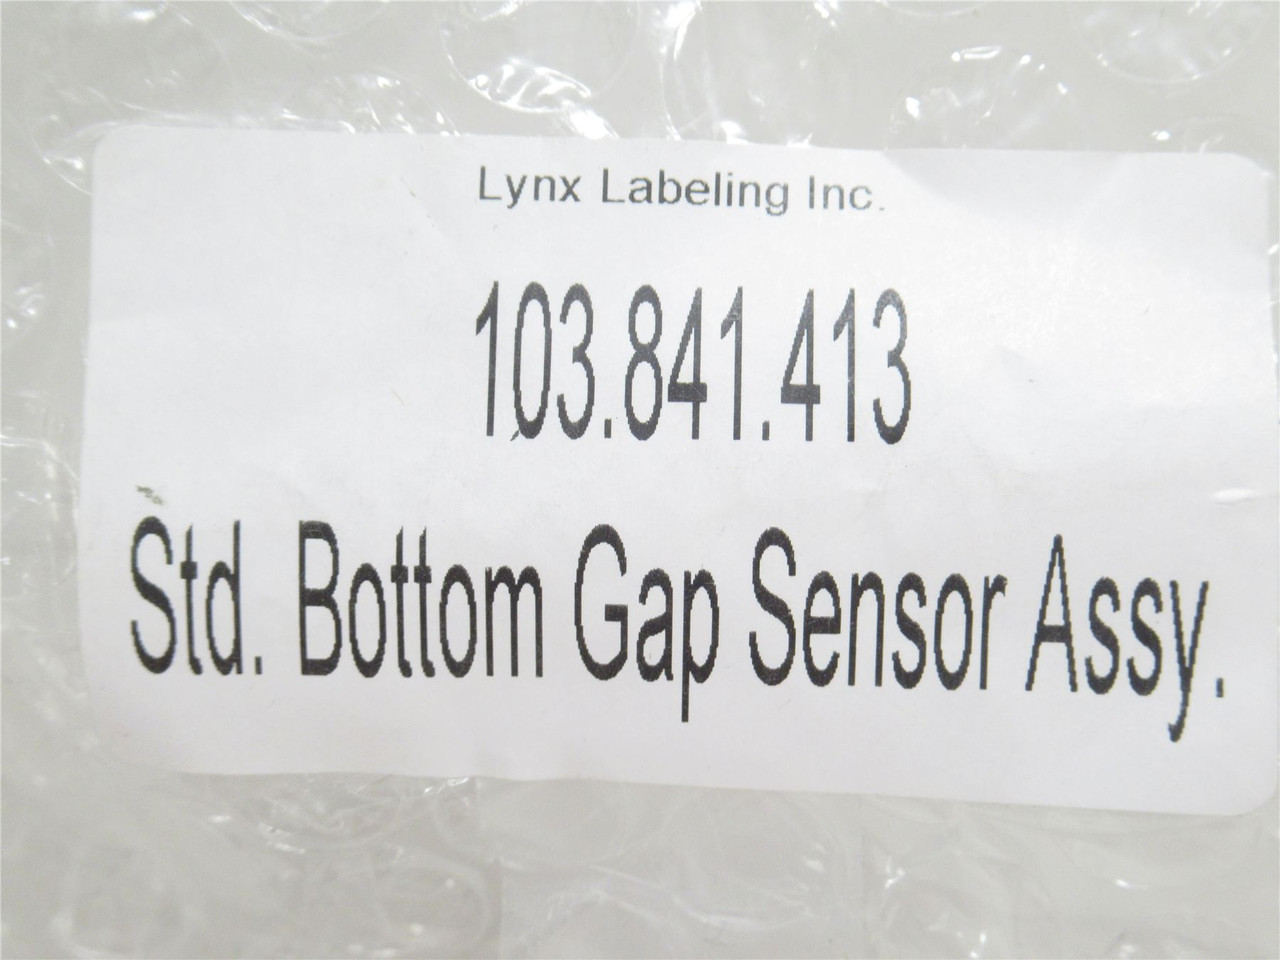 Lynx Labeling Inc.
103.841.413
Std. Bottom Gap Sensor Assy.